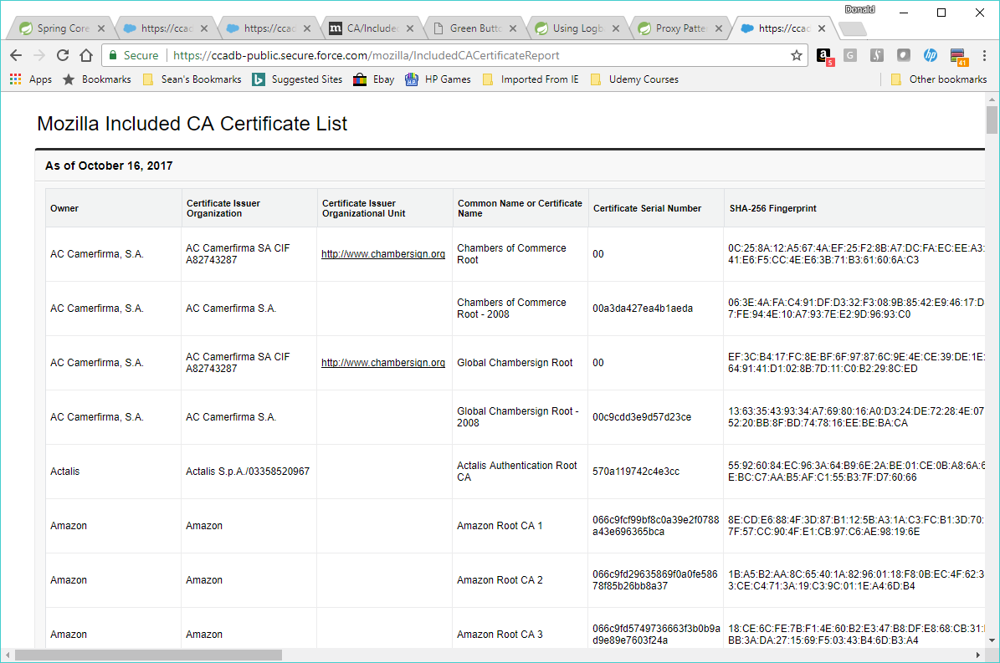 Donald
Spring Core
https://ccad
https://ccad
CA/Included
Green Butto
Using Logb
Proxy Patte
https://ccad
Secure
https://ccadb-public.secure.force.com/mozilla/IncludedCACertificateReport
5
G
hp
41
Apps
Bookmarks
Sean's Bookmarks
Suggested Sites
Ebay
HP Games
Imported From IE
Udemy Courses
Other bookmarks
Mozilla Included CA Certificate List
As of October 16, 2017
Owner
Certificate Issuer
Organization
Certificate Issuer
Organizational Unit
Common Name or Certificate
Name
Certificate Serial Number
SHA-256 Fingerprint
AC Camerfirma, S.A.
AC Camerfirma SA CIF
A82743287
http://www.chambersign.org
Chambers of Commerce
Root
00
0C:25:8A:12:A5:67:4A:EF:25:F2:8B:A7:DC:FA:EC:EE:A3:
41:E6:F5:CC:4E:E6:3B:71:B3:61:60:6A:C3
AC Camerfirma, S.A.
AC Camerfirma S.A.
Chambers of Commerce
Root - 2008
00a3da427ea4b1aeda
06:3E:4A:FA:C4:91:DF:D3:32:F3:08:9B:85:42:E9:46:17:D
7:FE:94:4E:10:A7:93:7E:E2:9D:96:93:C0
AC Camerfirma, S.A.
AC Camerfirma SA CIF
A82743287
http://www.chambersign.org
Global Chambersign Root
00
EF:3C:B4:17:FC:8E:BF:6F:97:87:6C:9E:4E:CE:39:DE:1E:
64:91:41:D1:02:8B:7D:11:C0:B2:29:8C:ED
AC Camerfirma, S.A.
AC Camerfirma S.A.
Global Chambersign Root -
2008
00c9cdd3e9d57d23ce
13:63:35:43:93:34:A7:69:80:16:A0:D3:24:DE:72:28:4E:07
52:20:BB:8F:BD:74:78:16:EE:BE:BA:CA
Actalis
Actalis S.p.A./03358520967
Actalis Authentication Root
CA
570a119742c4e3cc
55:92:60:84:EC:96:3A:64:B9:6E:2A:BE:01:CE:0B:A8:6A:6
E:BC:C7:AA:B5:AF:C1:55:B3:7F:D7:60:66
Amazon
Amazon
Amazon Root CA 1
066c9fcf99bf8c0a39e2f0788
a43e696365bca
8E:CD:E6:88:4F:3D:87:B1:12:5B:A3:1A:C3:FC:B1:3D:70:
7F:57:CC:90:4F:E1:CB:97:C6:AE:98:19:6E
Amazon
Amazon
Amazon Root CA 2
066c9fd29635869f0a0fe586
78f85b26bb8a37
1B:A5:B2:AA:8C:65:40:1A:82:96:01:18:F8:0B:EC:4F:62:3
3:CE:C4:71:3A:19:C3:9C:01:1E:A4:6D:B4
Amazon
Amazon
Amazon Root CA 3
066c9fd5749736663f3b0b9a
d9e89e7603f24a
18:CE:6C:FE:7B:F1:4E:60:B2:E3:47:B8:DF:E8:68:CB:31:
BB:3A:DA:27:15:69:F5:03:43:B4:6D:B3:A4